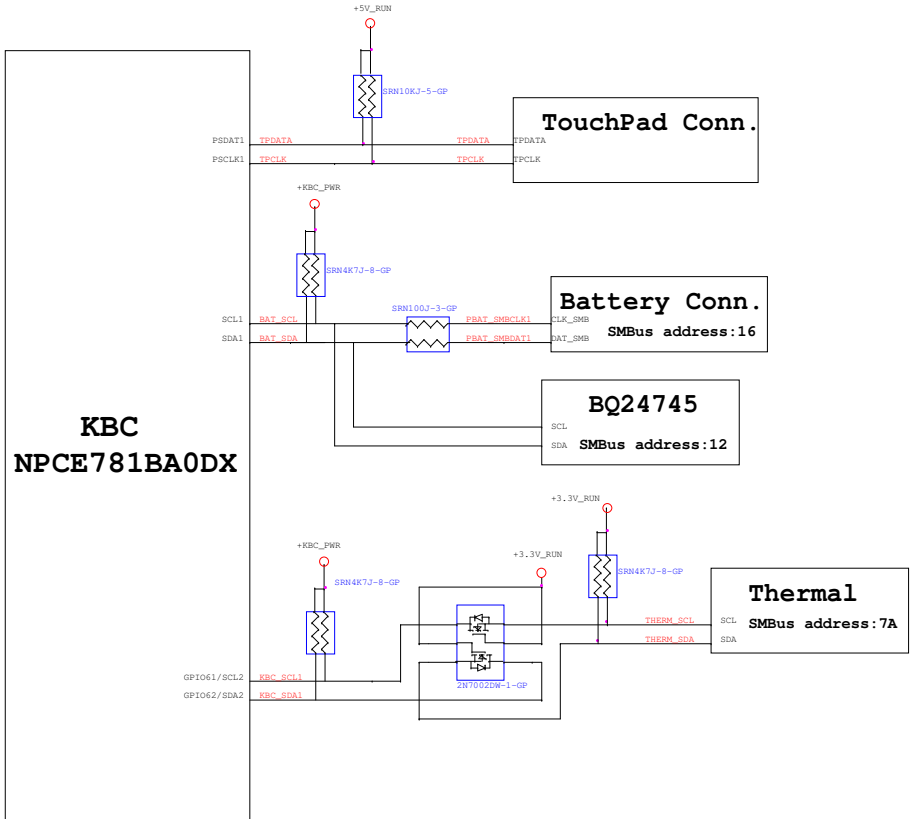 +5V_RUN
SRN10KJ-5-GP
TouchPad Conn.
PSDAT1 TPDATA TPDATA TPDATA
PSCLK1 TPCLK TPCLK TPCLK
+KBC_PWR
SRN4K7J-8-GP
SRN100J-3-GP
Battery Conn.
SCL1 BAT_SCL PBAT_SMBCLK1 CLK_SMB
SMBus address:16
SDA1 BAT_SDA PBAT_SMBDAT1 DAT_SMB
BQ24745
SCL
SDA SMBus address:12
KBC
NPCE781BA0DX
+3.3V_RUN
+KBC_PWR
+3.3V_RUN
SRN4K7J-8-GP
SRN4K7J-8-GP
Thermal
THERM_SCL SCL
SMBus address:7A
THERM_SDA SDA
GPIO61/SCL2 KBC_SCL1
2N7002DW-1-GP
GPIO62/SDA2 KBC_SDA1